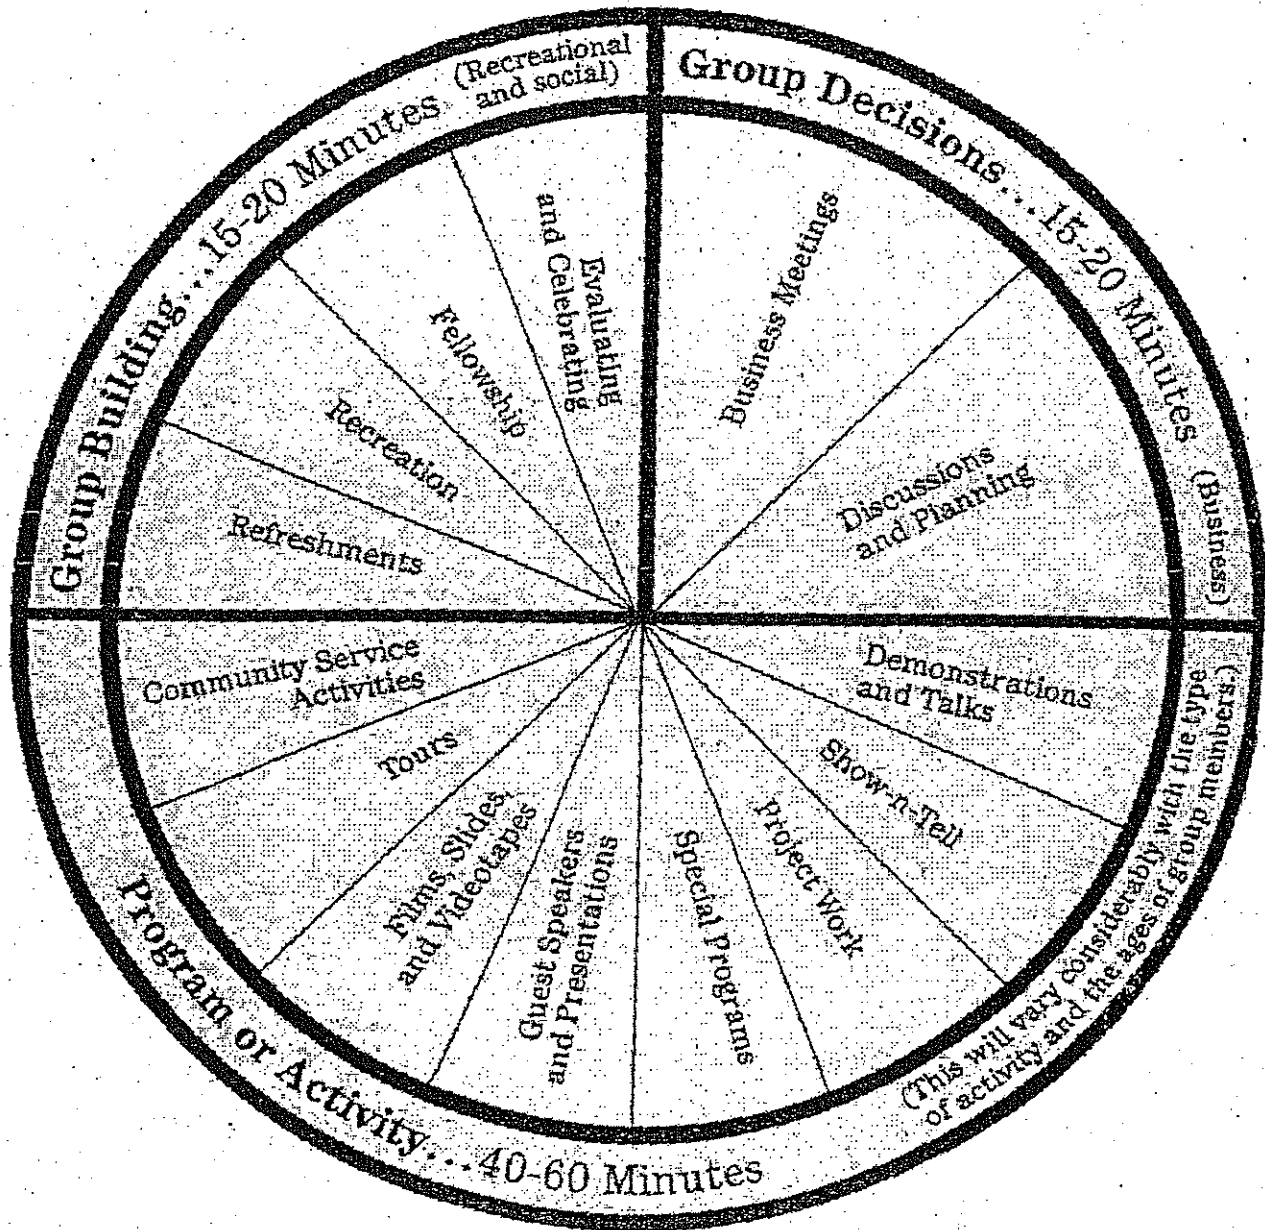 Group Building...15-20 Minutes (Recreational
and social)
Group Decisions...15-20 Minutes (Business)
Evaluating
and Celebrating
Fellowship
Recreation
Refreshments
Business Meetings
Discussions
and Planning
Community Service
Activities
Tours
Films, Slides,
and Videotapes
Guest Speakers
and Presentations
Special Programs
Project Work
Show-n-Tell
Demonstrations
and Talks
Program or Activity...40-60 Minutes
(This will vary considerably with the type
of activity and the ages of group members.)